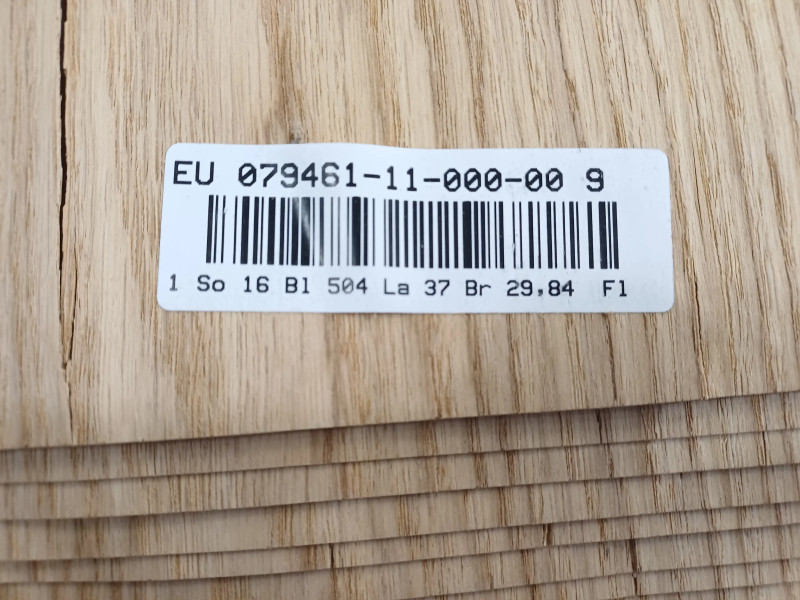 EU 079461-11-000-00 9
1 So 16 Bl 504 La 37 Br 29,84 Fl